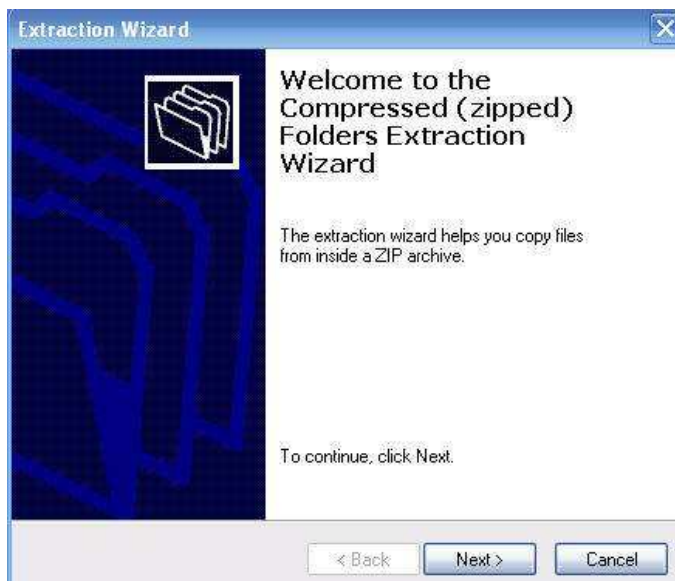 Extraction Wizard
Welcome to the
Compressed (zipped)
Folders Extraction
Wizard
The extraction wizard helps you copy files
from inside a ZIP archive.
To continue, click Next.
< Back
Next >
Cancel